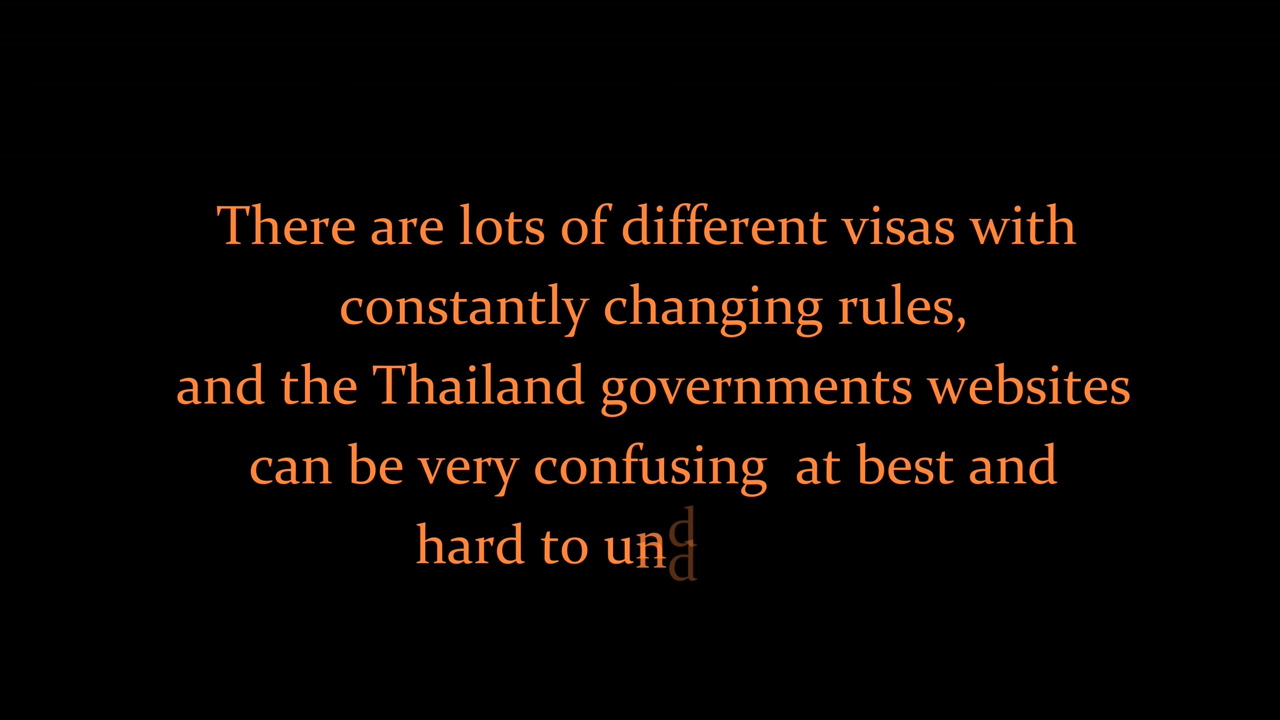 There are lots of different visas with
constantly changing rules,
and the Thailand governments websites
can be very confusing  at best and
hard to und